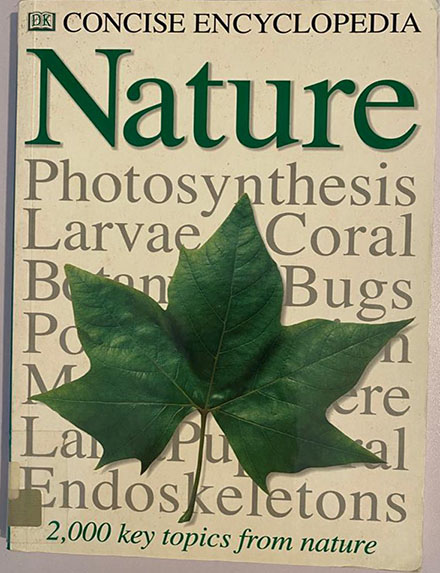 DK CONCISE ENCYCLOPEDIA
Nature
Photosynthesis
Larvae Coral
Bugs
Endoskeletons
2,000 key topics from nature